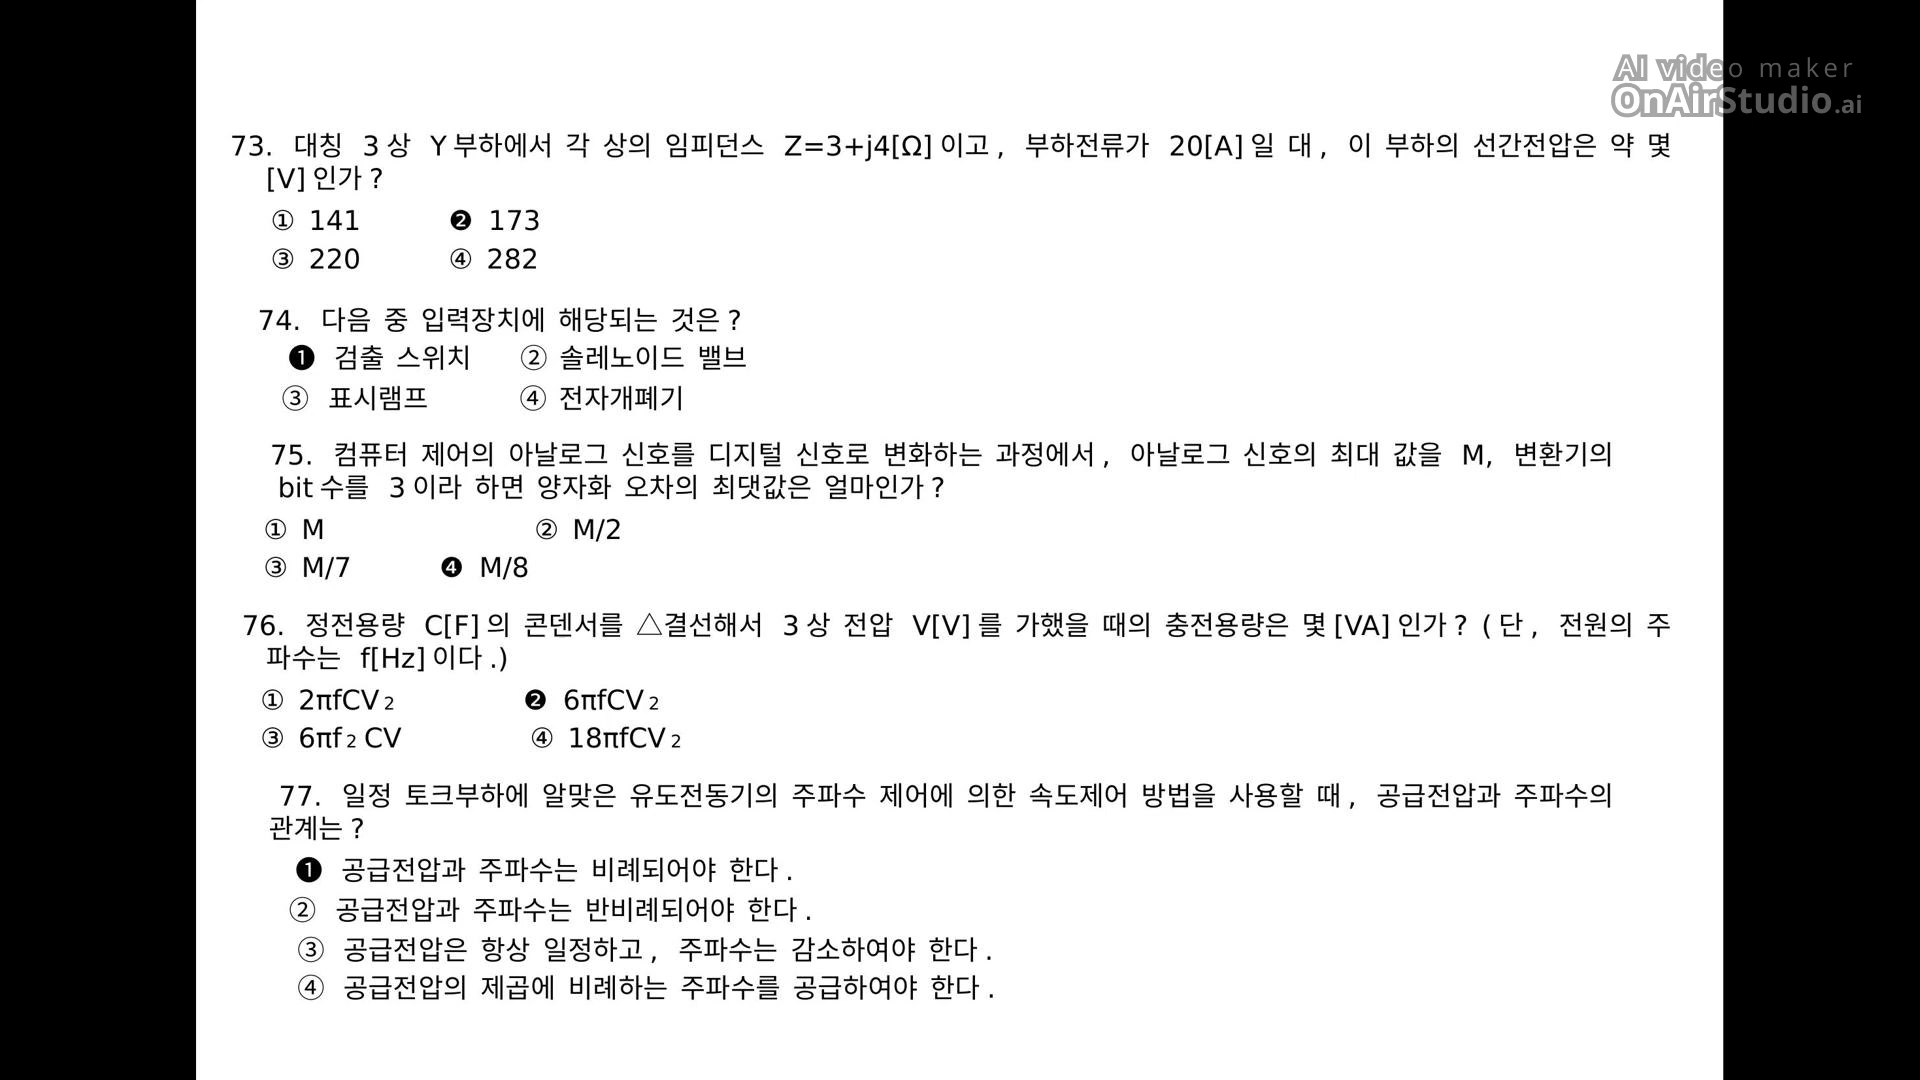 AI video maker
OnAirStudio.ai
73. 대칭 3상 Y부하에서 각 상의 임피던스 Z=3+j4[Ω]이고, 부하전류가 20[A]일 대, 이 부하의 선간전압은 약 몇
[V]인가?
① 141 ❷ 173
③ 220 ④ 282
74. 다음 중 입력장치에 해당되는 것은?
❶ 검출 스위치 ② 솔레노이드 밸브
③ 표시램프 ④ 전자개폐기
75. 컴퓨터 제어의 아날로그 신호를 디지털 신호로 변화하는 과정에서, 아날로그 신호의 최대 값을 M, 변환기의
bit수를 3이라 하면 양자화 오차의 최댓값은 얼마인가?
① M ② M/2
③ M/7 ❹ M/8
76. 정전용량 C[F]의 콘덴서를 △결선해서 3상 전압 V[V]를 가했을 때의 충전용량은 몇[VA]인가? (단, 전원의 주
파수는 f[Hz]이다.)
① 2πfCV2 ❷ 6πfCV2
③ 6πf2CV ④ 18πfCV2
77. 일정 토크부하에 알맞은 유도전동기의 주파수 제어에 의한 속도제어 방법을 사용할 때, 공급전압과 주파수의
관계는?
❶ 공급전압과 주파수는 비례되어야 한다.
② 공급전압과 주파수는 반비례되어야 한다.
③ 공급전압은 항상 일정하고, 주파수는 감소하여야 한다.
④ 공급전압의 제곱에 비례하는 주파수를 공급하여야 한다.